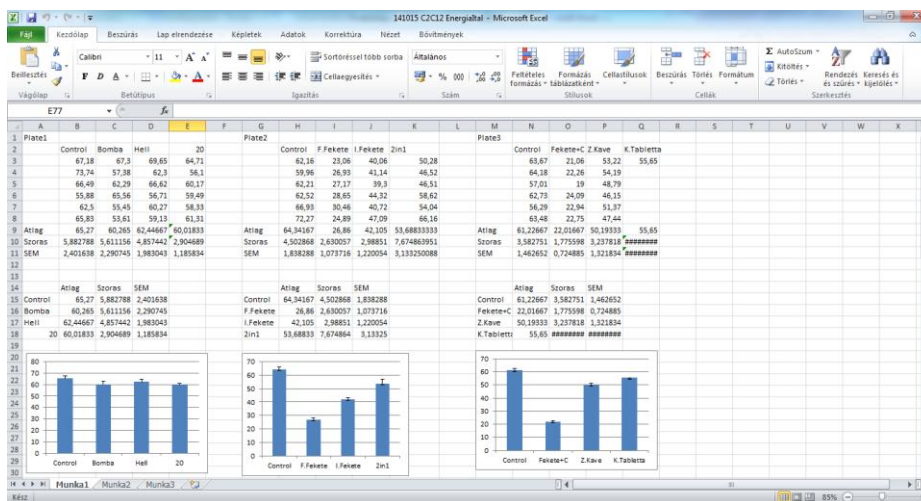 141015 C2C12 Energiaital - Microsoft Excel
Fájl Kezdőlap Beszúrás Lap elrendezése Képletek Adatok Korrektúra Nézet Bővítmények
Beillesztés Calibri 11 Sortöréssel több sorba Általános Feltételes formázás Formázás táblázatként Cellastílusok Beszúrás Törlés Formátum AutoSzum Kitöltés Törlés Rendezés és szűrés Keresés és kijelölés
Vágólap Betűtípus Igazítás Szám Stílusok Cellák Szerkesztés
E77 fx
A B C D E F G H I J K L M N O P Q R S T U V W X
1 Plate1 Plate2 Plate3
2 Control Bomba Hell 20 Control F.Fekete I.Fekete 2in1 Control Fekete+C Z.Kave K.Tabletta
3 67,18 67,3 69,65 64,71 62,16 23,06 40,06 50,28 63,67 21,06 53,22 55,65
4 73,74 57,38 62,3 56,1 59,96 26,93 41,14 46,52 64,18 22,26 54,19
5 66,49 62,29 66,62 60,17 62,21 27,17 39,3 46,51 57,01 19 48,79
6 55,88 65,56 56,71 59,49 62,52 28,65 44,32 58,62 62,73 24,09 46,15
7 62,5 55,45 60,27 58,33 66,93 30,46 40,72 54,04 56,29 22,94 51,37
8 65,83 53,61 59,13 61,31 72,27 24,89 47,09 66,16 63,48 22,75 47,44
9 Atlag 65,27 60,265 62,44667 60,01833 Atlag 64,34167 26,86 42,105 53,68833333 Atlag 61,22667 22,01667 50,19333 55,65
10 Szoras 5,882788 5,611156 4,857442 2,904689 Szoras 4,502868 2,630057 2,98851 7,674863951 Szoras 3,582751 1,775598 3,237818 ########
11 SEM 2,401638 2,290745 1,983043 1,185834 SEM 1,838288 1,073716 1,220054 3,133250088 SEM 1,462652 0,724885 1,321834 ########
12
13
14 Atlag Szoras SEM Atlag Szoras SEM Atlag Szoras SEM
15 Control 65,27 5,882788 2,401638 Control 64,34167 4,502868 1,838288 Control 61,22667 3,582751 1,462652
16 Bomba 60,265 5,611156 2,290745 F.Fekete 26,86 2,630057 1,073716 Fekete+C 22,01667 1,775598 0,724885
17 Hell 62,44667 4,857442 1,983043 I.Fekete 42,105 2,98851 1,220054 Z.Kave 50,19333 3,237818 1,321834
18 20 60,01833 2,904689 1,185834 2in1 53,68833 7,674864 3,13325 K.Tablett 55,65 ######## ########
19
20
21
22
23
24
25
26
27
28
29
30
80 70 60 50 40 30 20 10 0
Control Bomba Hell 20
70 60 50 40 30 20 10 0
Control F.Fekete I.Fekete 2in1
70 60 50 40 30 20 10 0
Control Fekete+C Z.Kave K.Tabletta
Munka1 Munka2 Munka3
Kész 85%